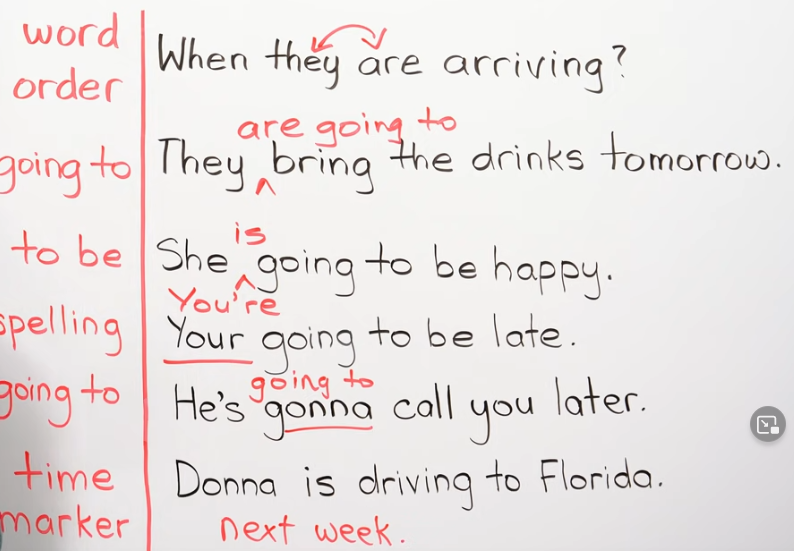 word
order
When they are arriving?
are going to
going to
They ^ bring the drinks tomorrow.
is
to be
She ^ going to be happy.
You're
spelling
Your going to be late.
going to
going to
He's gonna call you later.
time
marker
Donna is driving to Florida.
next week.